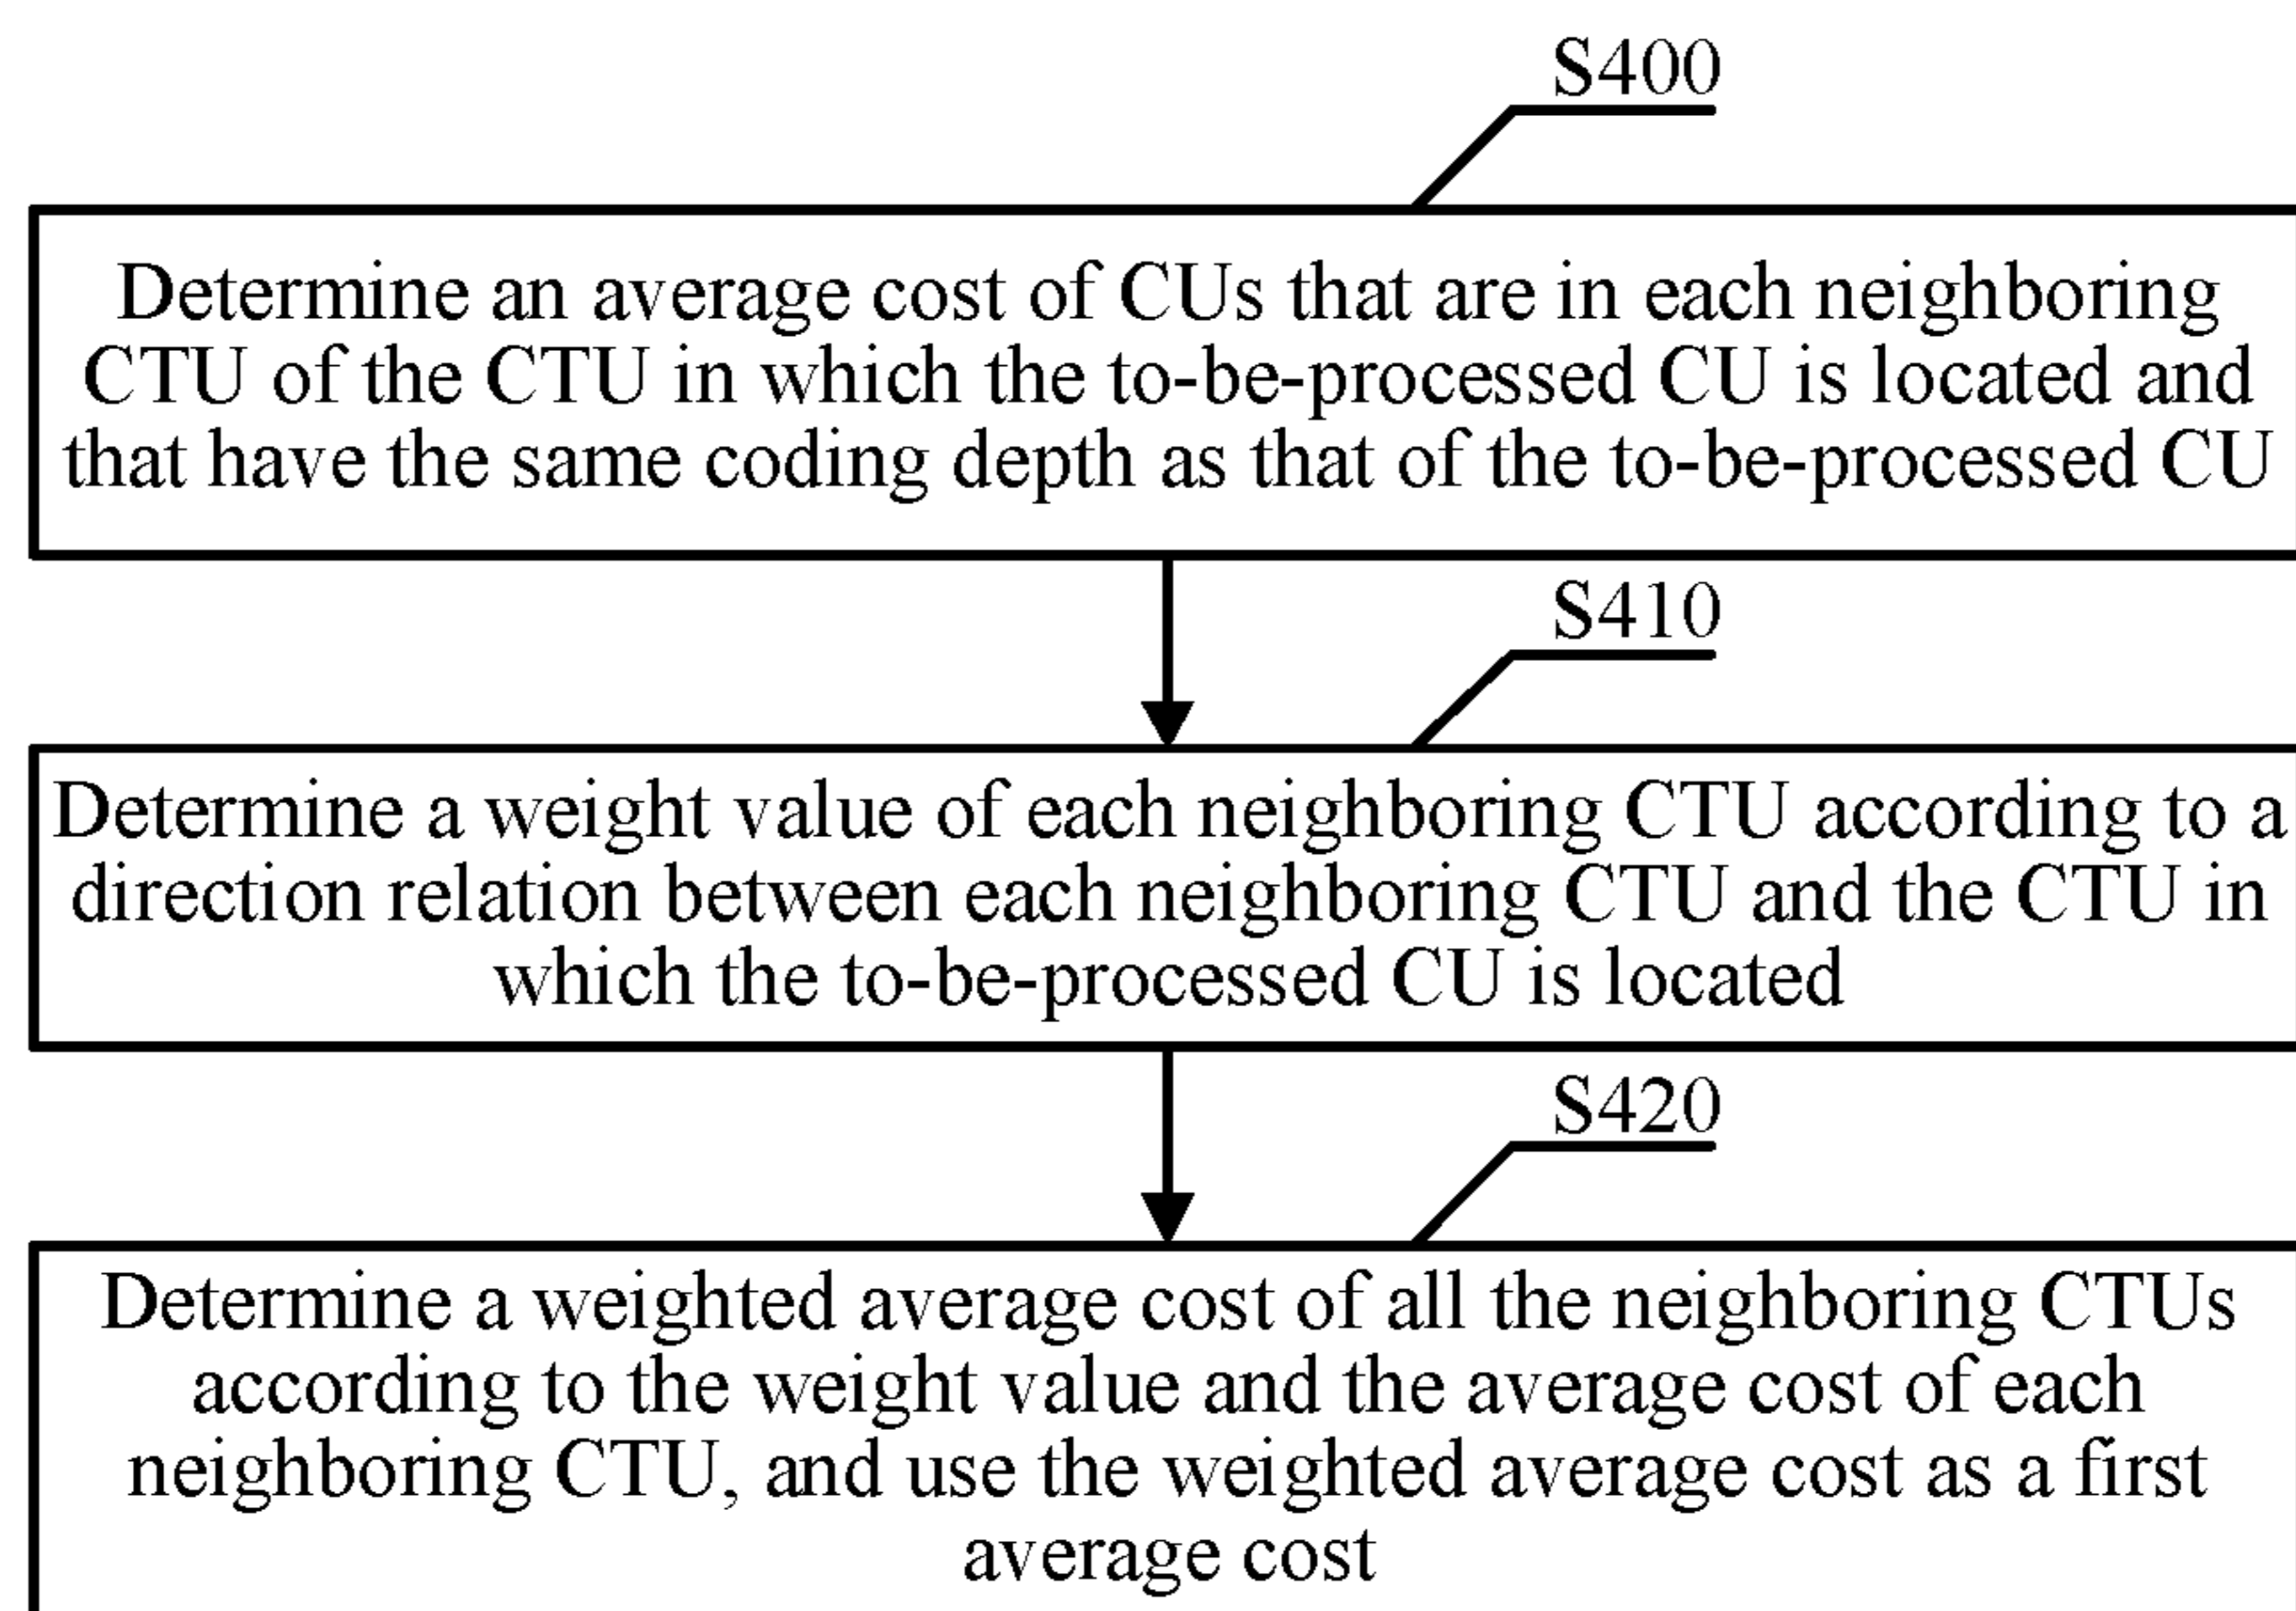 S400
Determine an average cost of CUs that are in each neighboring
CTU of the CTU in which the to-be-processed CU is located and
that have the same coding depth as that of the to-be-processed CU
S410
Determine a weight value of each neighboring CTU according to a
direction relation between each neighboring CTU and the CTU in
which the to-be-processed CU is located
S420
Determine a weighted average cost of all the neighboring CTUs
according to the weight value and the average cost of each
neighboring CTU, and use the weighted average cost as a first
average cost